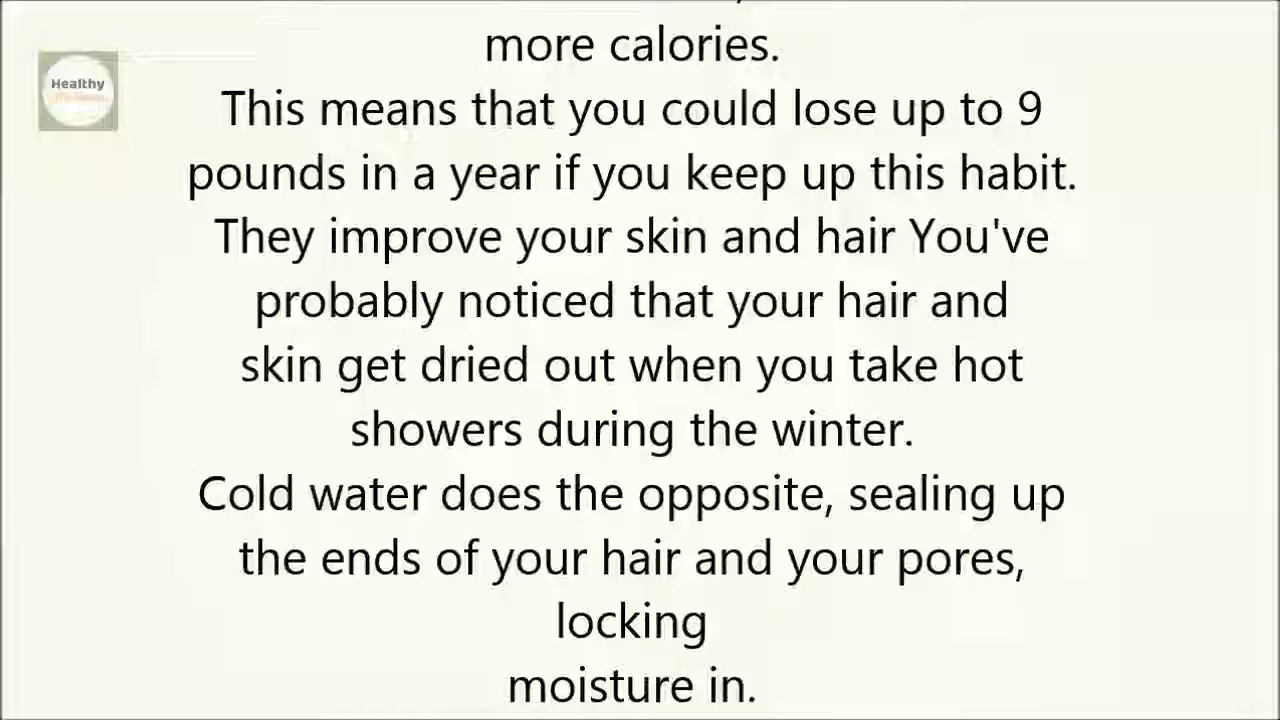 more calories.
Healthy
This means that you could lose up to 9
pounds in a year if you keep up this habit.
They improve your skin and hair You've
probably noticed that your hair and
skin get dried out when you take hot
showers during the winter.
Cold water does the opposite, sealing up
the ends of your hair and your pores,
locking
moisture in.